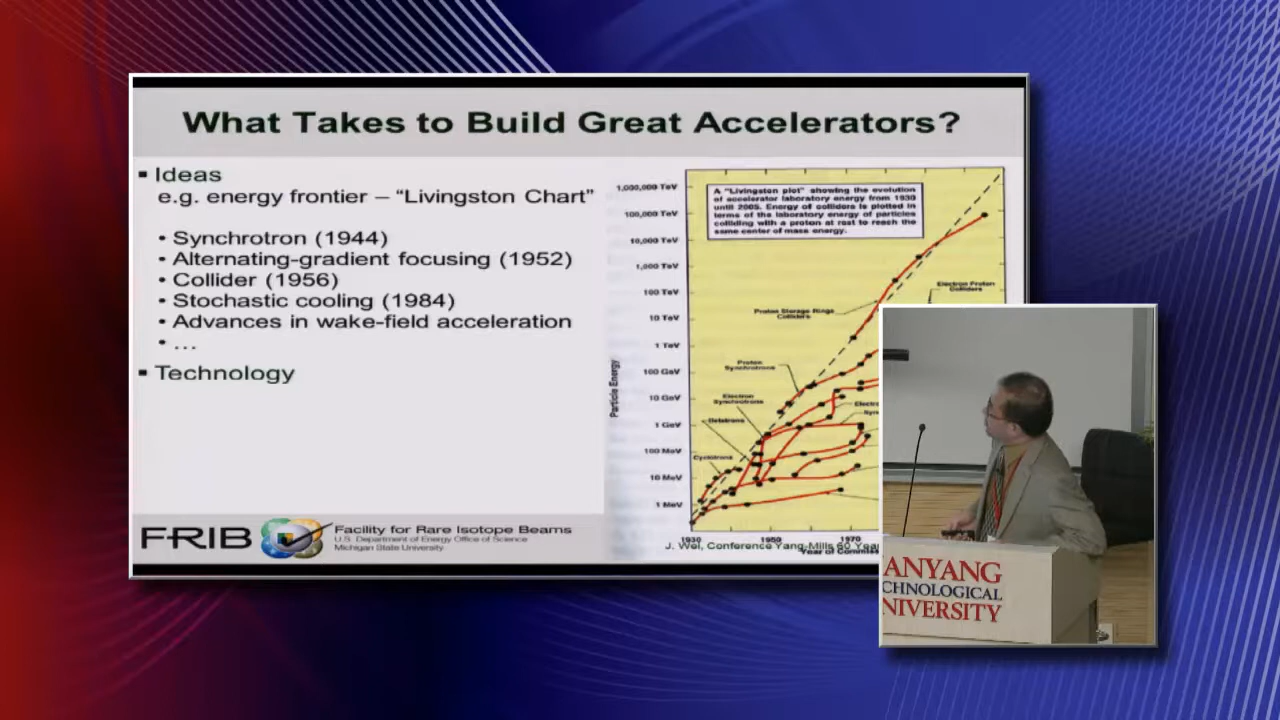 What Takes to Build Great Accelerators?
▪ Ideas
e.g. energy frontier – “Livingston Chart”
• Synchrotron (1944)
• Alternating-gradient focusing (1952)
• Collider (1956)
• Stochastic cooling (1984)
• Advances in wake-field acceleration
• ...
▪ Technology
FRIB
Facility for Rare Isotope Beams
U.S. Department of Energy Office of Science
Michigan State University
A "Livingston plot" showing the evolution
of accelerator laboratory energy from 1930
until 2005. Energy of colliders is plotted in
terms of the laboratory energy of particles
colliding with a proton at rest to reach the
same center of mass energy.
1,000,000 TeV
100,000 TeV
10,000 TeV
1,000 TeV
100 TeV
10 TeV
1 TeV
100 GeV
10 GeV
1 GeV
100 MeV
10 MeV
1 MeV
Particle Energy
Electron Proton
Colliders
Proton Storage Rings
Colliders
Proton
Synchrotrons
Electron
Synchrotrons
Betatrons
Cyclotrons
1930
1950
1970
Year of Commis
J. Wei, Conference Yang-Mills 60 Year
ANYANG
CHNOLOGICAL
NIVERSITY